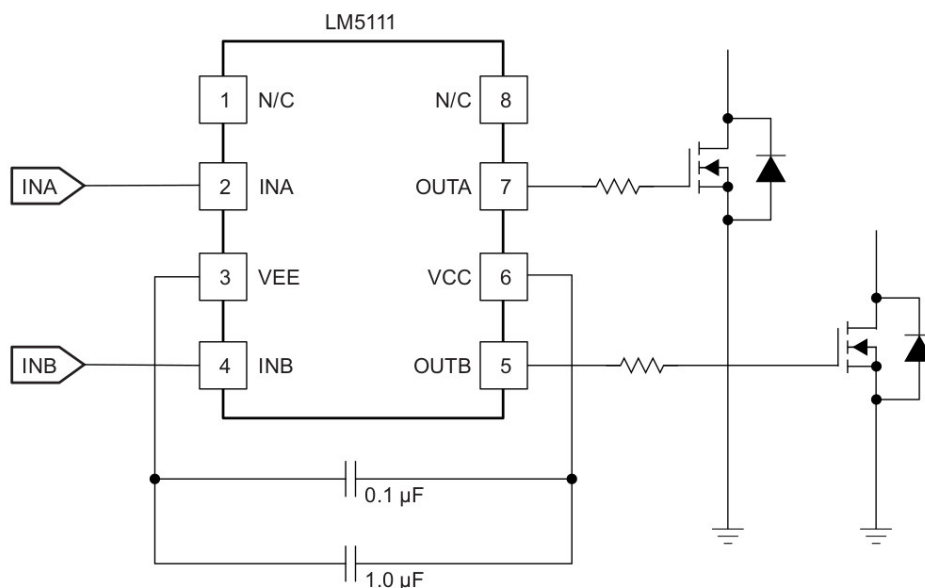 LM5111
1 N/C
N/C 8
INA
2 INA
OUTA 7
3 VEE
VCC 6
INB
4 INB
OUTB 5
0.1 µF
1.0 µF